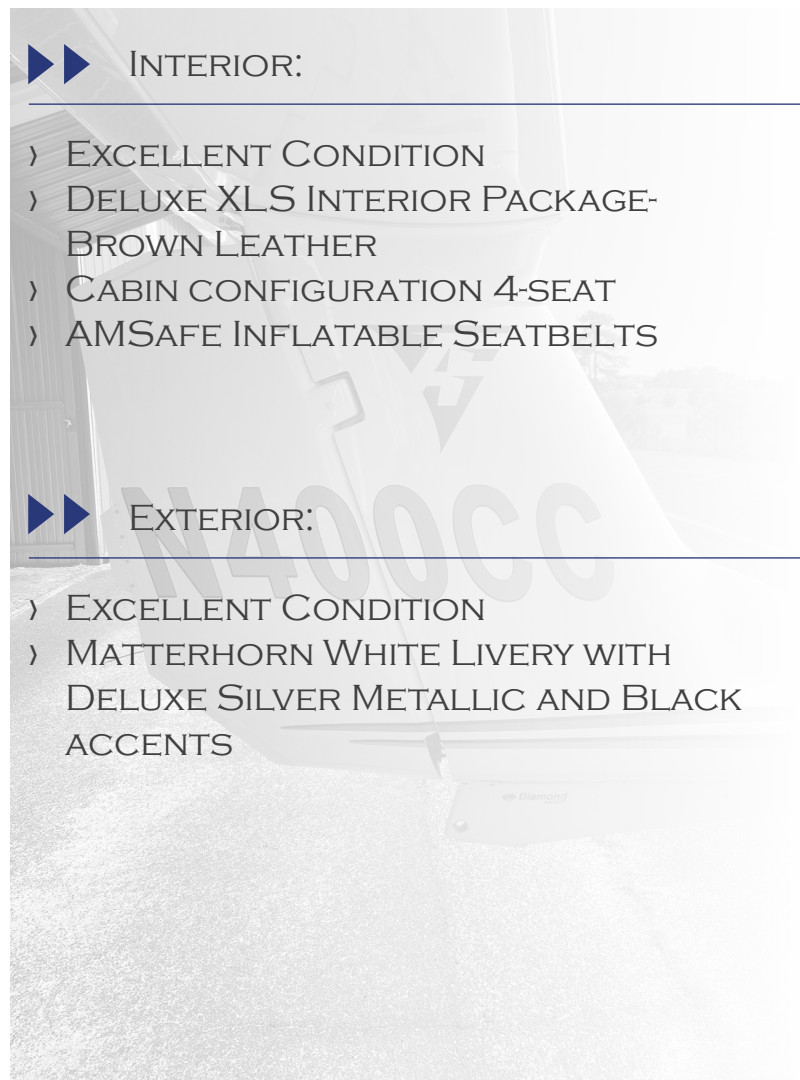 Interior:
› Excellent Condition
› Deluxe XLS Interior Package-
Brown Leather
› Cabin configuration 4-seat
› AMSafe Inflatable Seatbelts
N400CC
Exterior:
› Excellent Condition
› Matterhorn White Livery with
Deluxe Silver Metallic and Black
accents
Diamond